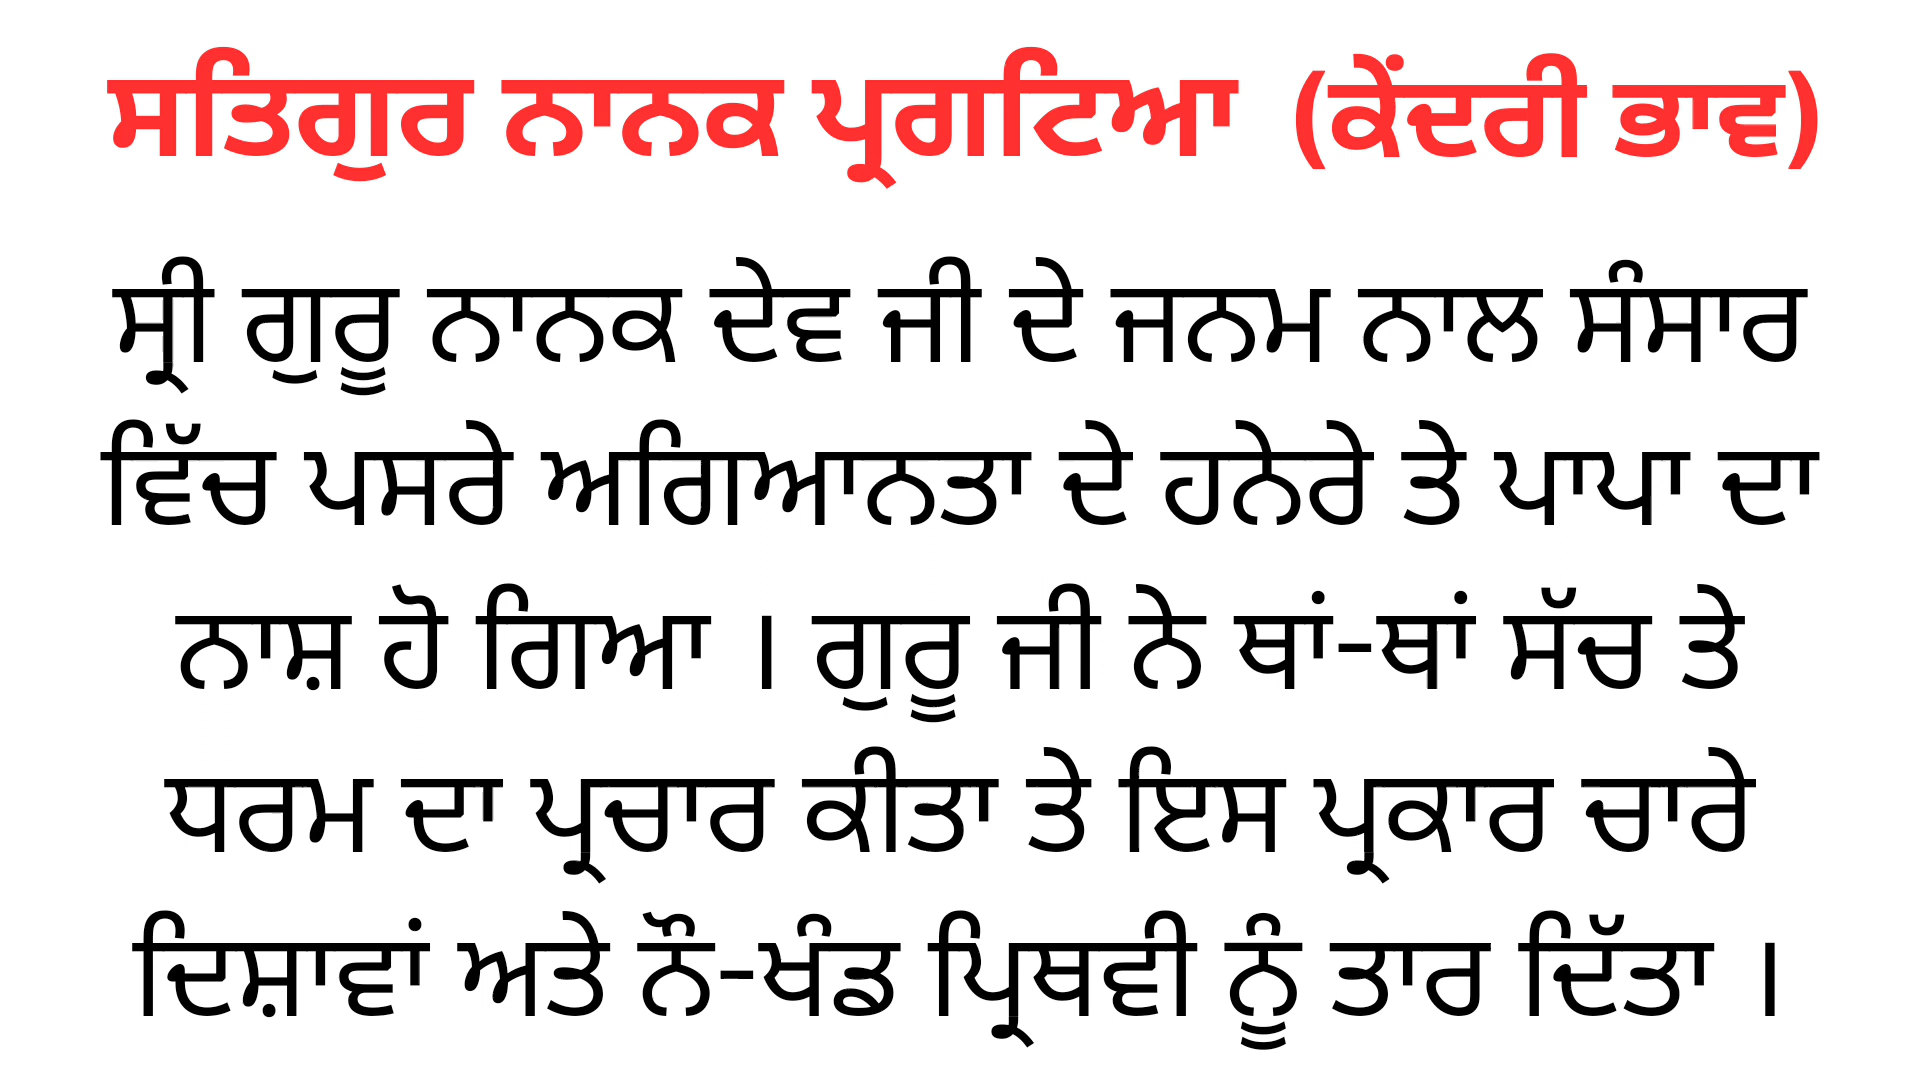 ਸਤਿਗੁਰ ਨਾਨਕ ਪ੍ਰਗਟਿਆ (ਕੇਂਦਰੀ ਭਾਵ)
ਸ੍ਰੀ ਗੁਰੂ ਨਾਨਕ ਦੇਵ ਜੀ ਦੇ ਜਨਮ ਨਾਲ ਸੰਸਾਰ
ਵਿੱਚ ਪਸਰੇ ਅਗਿਆਨਤਾ ਦੇ ਹਨੇਰੇ ਤੇ ਪਾਪਾ ਦਾ
ਨਾਸ਼ ਹੋ ਗਿਆ । ਗੁਰੂ ਜੀ ਨੇ ਥਾਂ-ਥਾਂ ਸੱਚ ਤੇ
ਧਰਮ ਦਾ ਪ੍ਰਚਾਰ ਕੀਤਾ ਤੇ ਇਸ ਪ੍ਰਕਾਰ ਚਾਰੇ
ਦਿਸ਼ਾਵਾਂ ਅਤੇ ਨੌ-ਖੰਡ ਪ੍ਰਿਥਵੀ ਨੂੰ ਤਾਰ ਦਿੱਤਾ ।